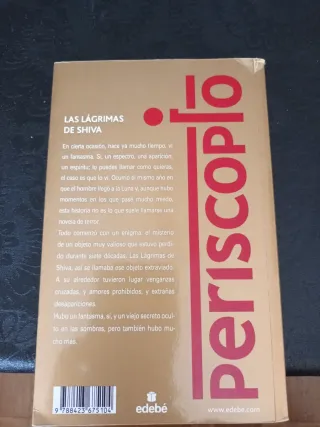 LAS LÁGRIMAS
DE SHIVA
En cierta ocasión, hace ya mucho tiempo, vi
un fantasma. Sí, un espectro, una aparición,
un espíritu; lo puedes llamar como quieras,
el caso es que lo vi. Ocurrió el mismo año en
que el hombre llegó a la Luna y, aunque hubo
momentos en los que pasé mucho miedo,
esta historia no es lo que suele llamarse una
novela de terror.
Todo comenzó con un enigma: el misterio
de un objeto muy valioso que estuvo perdi-
do durante siete décadas. Las Lágrimas de
Shiva, así se llamaba ese objeto extraviado.
A su alrededor tuvieron lugar venganzas
cruzadas, y amores prohibidos, y extrañas
desapariciones.
Hubo un fantasma, sí, y un viejo secreto ocul-
to en las sombras, pero también hubo mu-
cho más.
periscopio
9 788423 675104
edebé
www.edebe.com